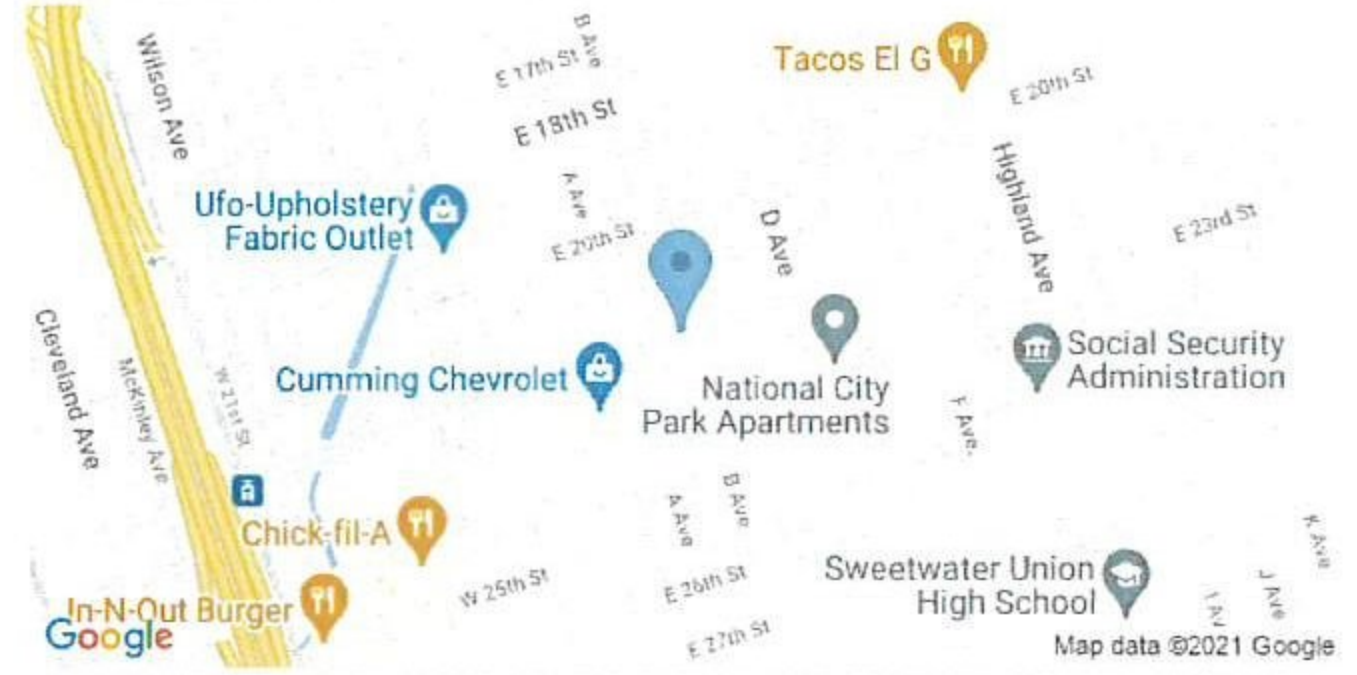 Wilson Ave
B Ave
E 17th St
E 18th St
Tacos El G
E 20th St
Highland Ave
Ufo-Upholstery
Fabric Outlet
A Ave
E 20th St
D Ave
E 23rd St
Cleveland Ave
McKinley Ave
W 21st St
Cumming Chevrolet
National City
Park Apartments
Social Security
Administration
F Ave.
Chick-fil-A
A Ave
B Ave
In-N-Out Burger
Google
W 25th St
E 26th St
E 27th St
Sweetwater Union
High School
I Av
J Ave
K Ave
Map data ©2021 Google